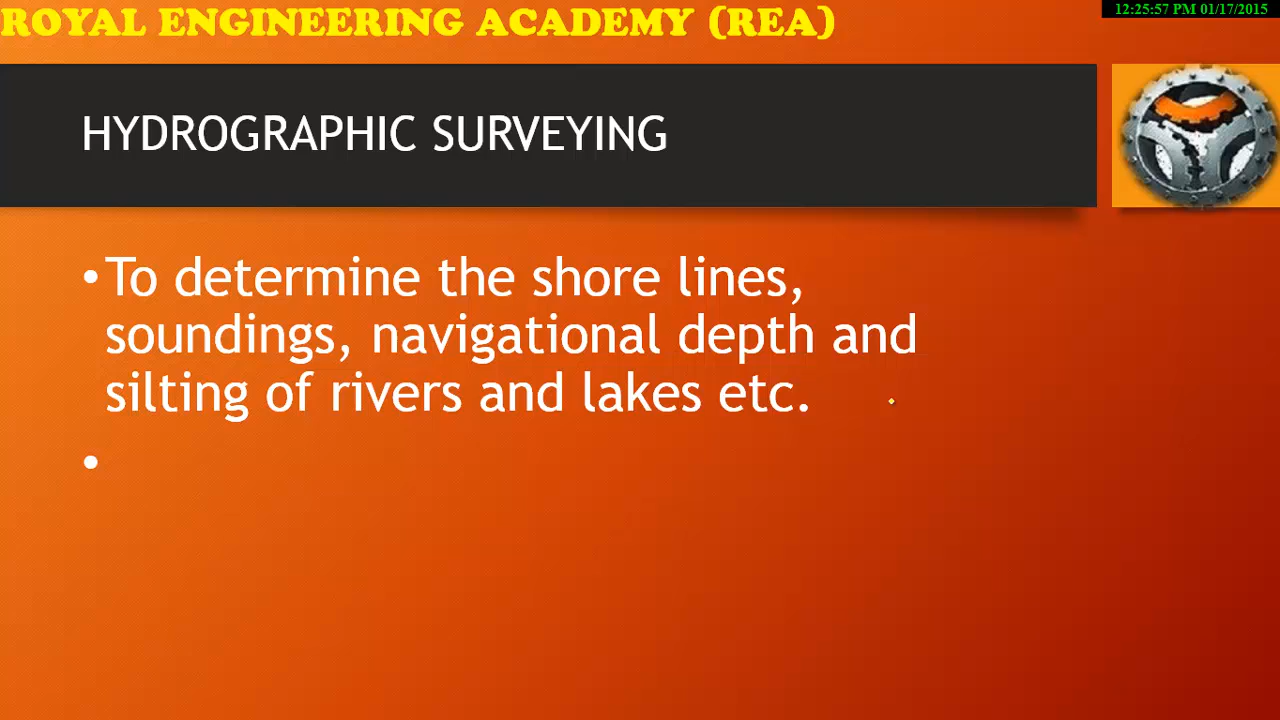 ROYAL ENGINEERING ACADEMY (REA)
12:25:57 PM 01/17/2015
HYDROGRAPHIC SURVEYING
•To determine the shore lines,
soundings, navigational depth and
silting of rivers and lakes etc.
•